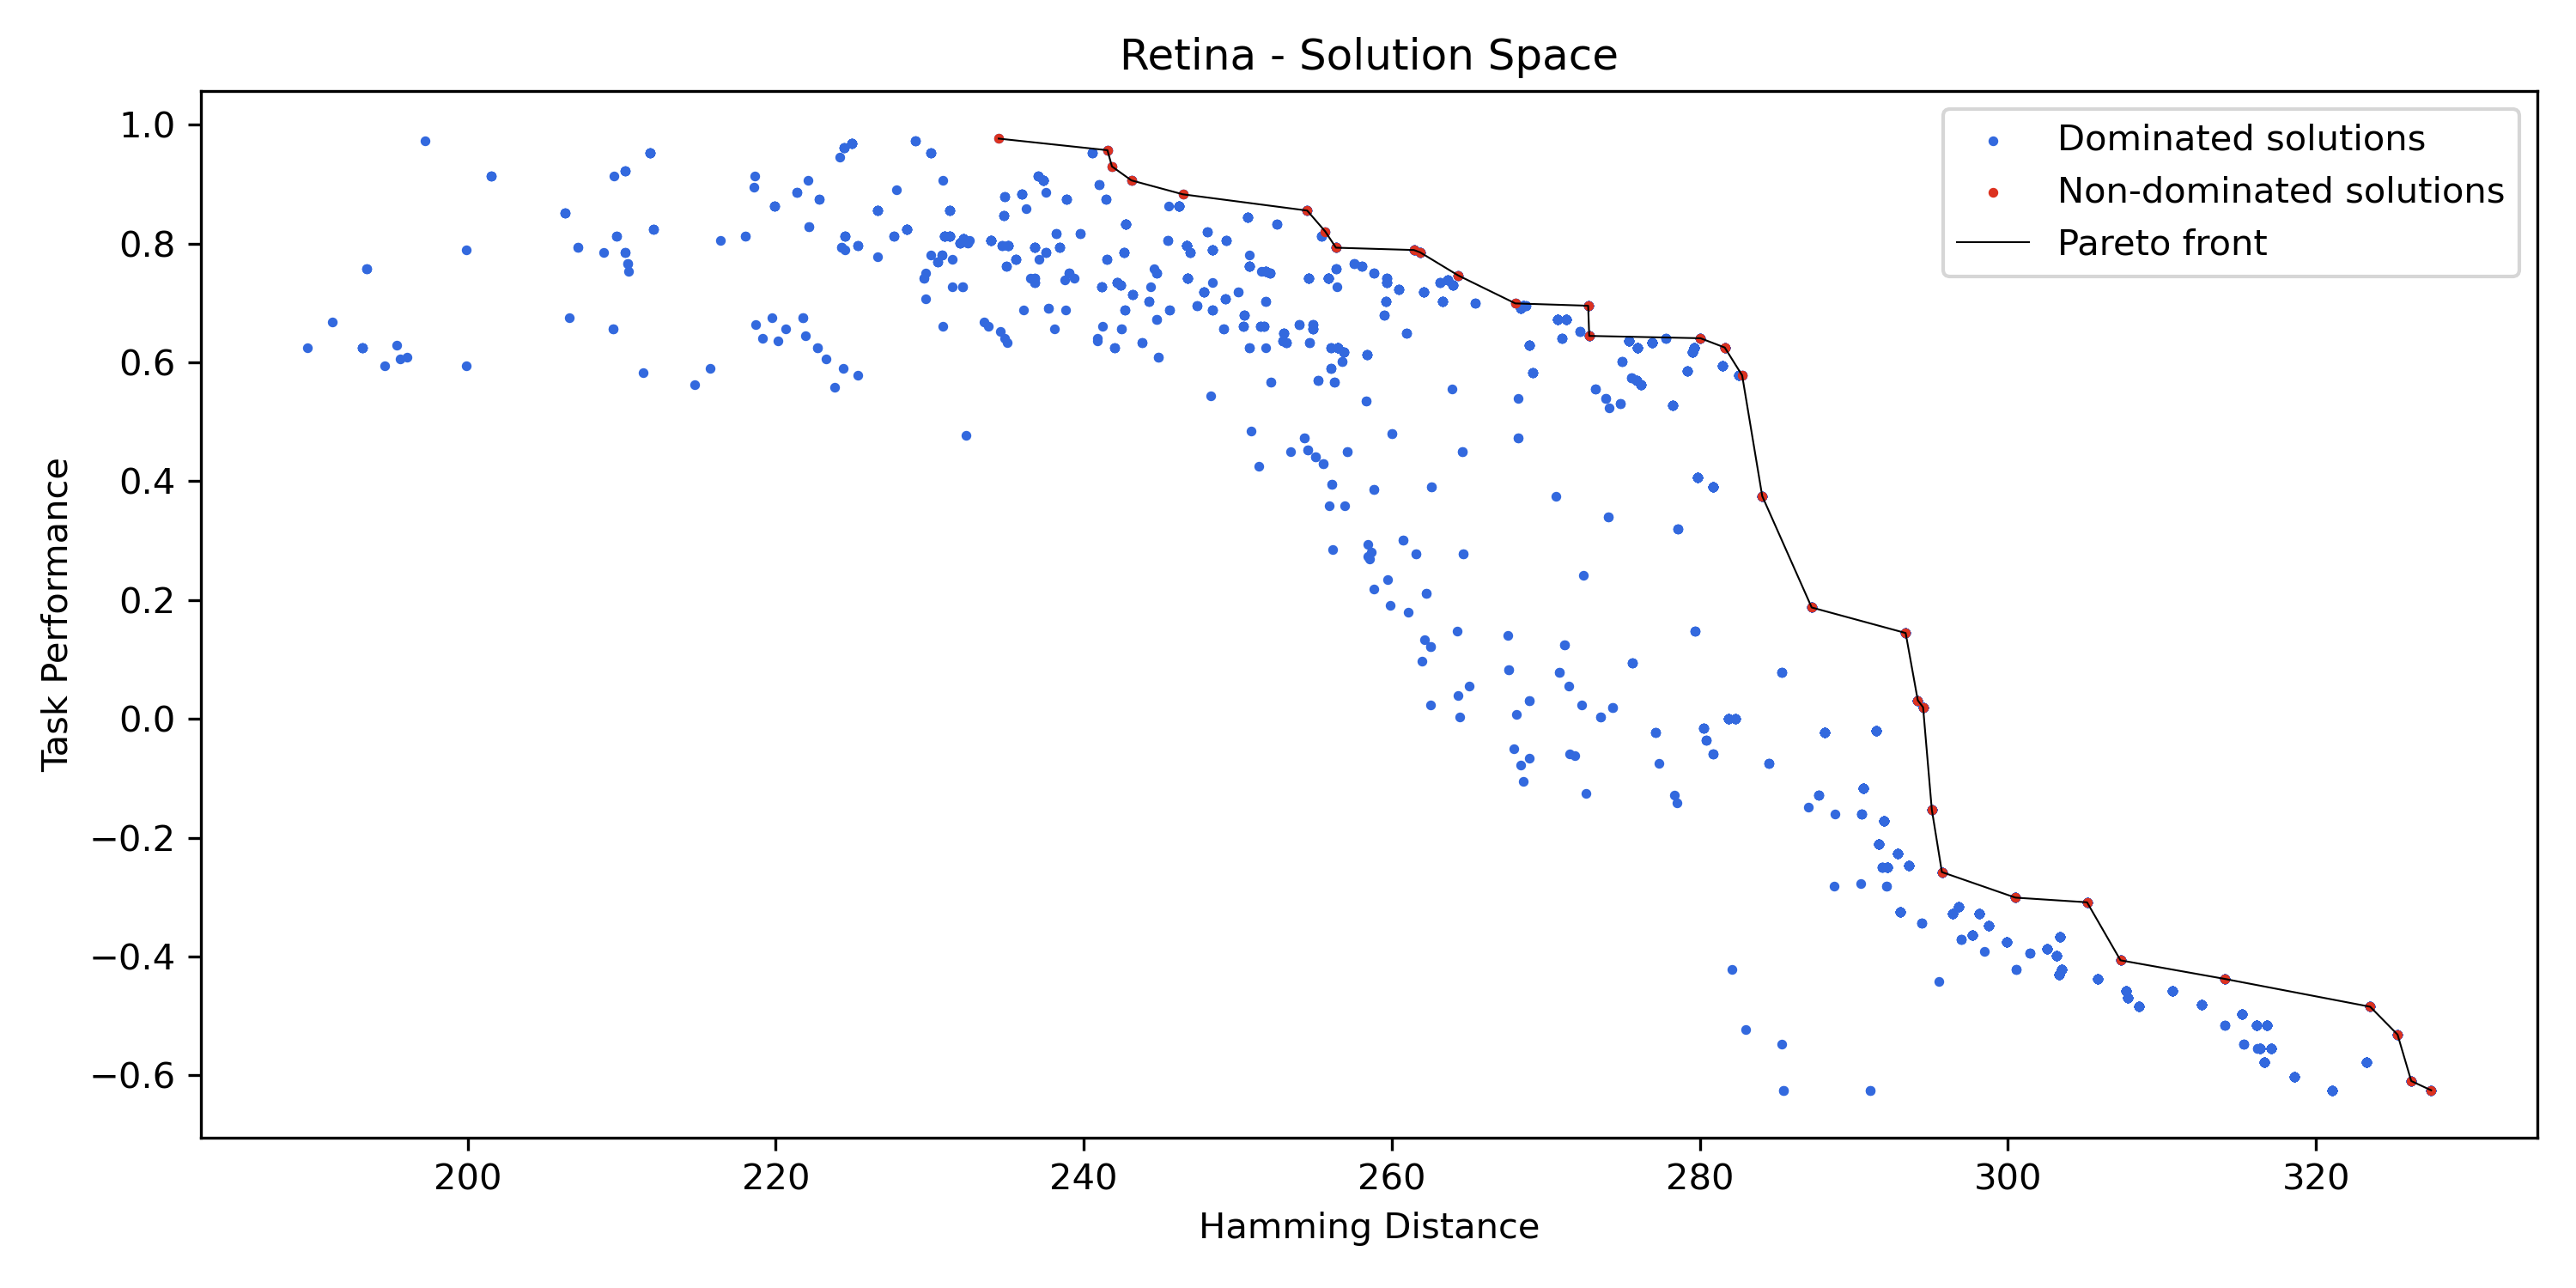 Retina - Solution Space
Dominated solutions
Non-dominated solutions
Pareto front
Task Performance
1.0
0.8
0.6
0.4
0.2
0.0
−0.2
−0.4
−0.6
200 220 240 260 280 300 320
Hamming Distance